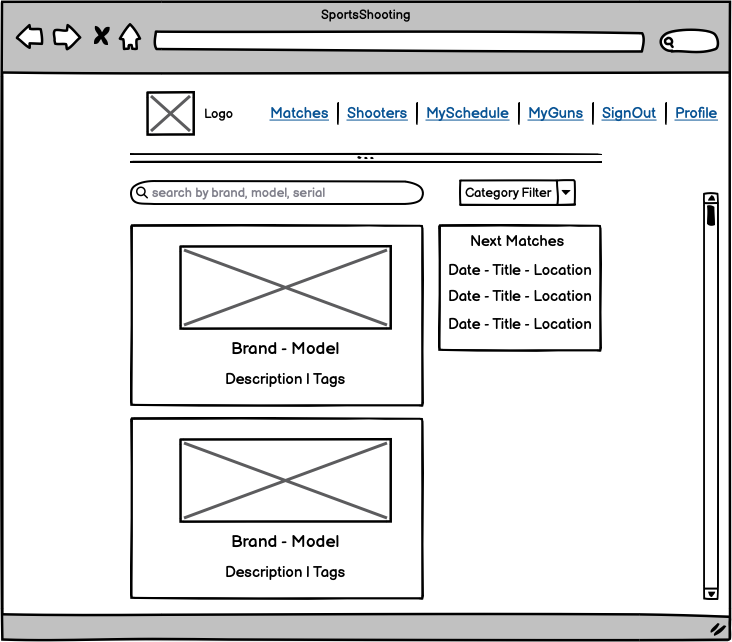 SportsShooting
Logo
Matches
Shooters
MySchedule
MyGuns
SignOut
Profile
search by brand, model, serial
Category Filter
Brand - Model
Description | Tags
Next Matches
Date - Title - Location
Date - Title - Location
Date - Title - Location
Brand - Model
Description | Tags